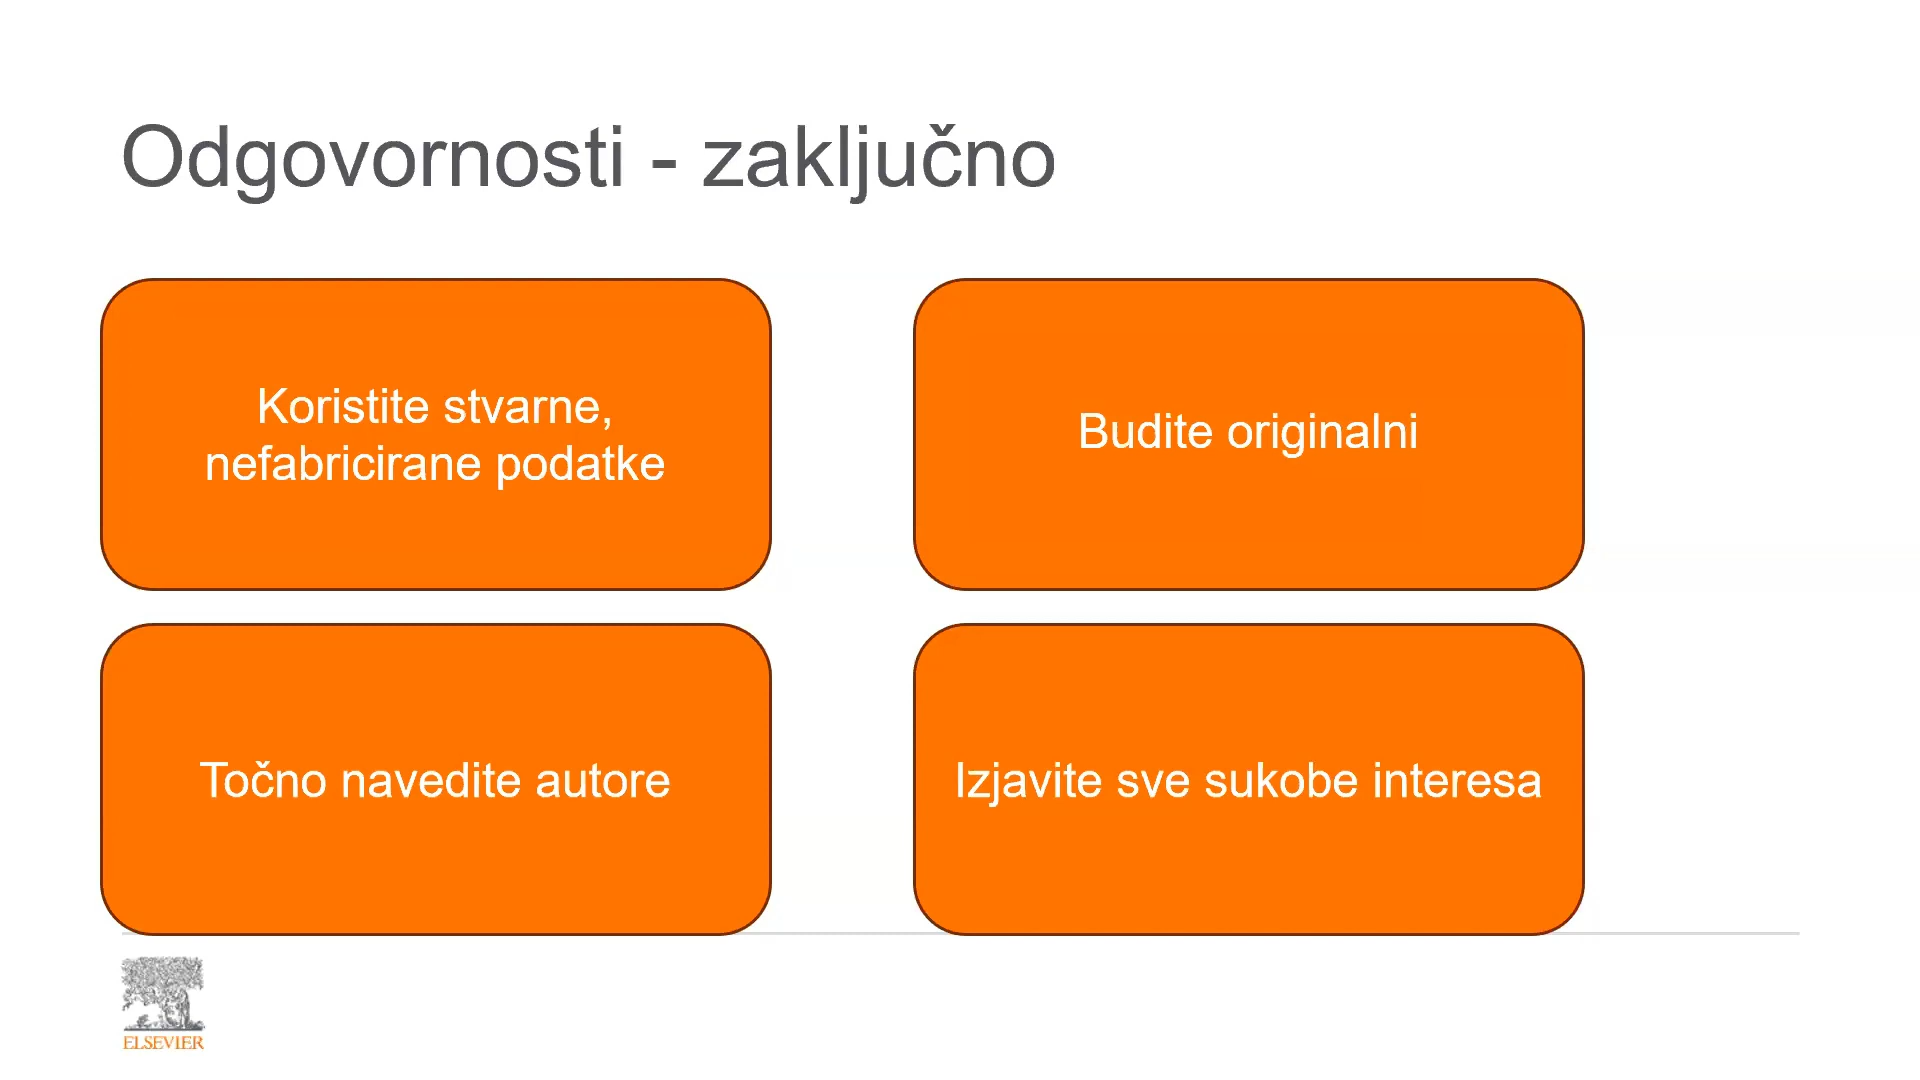 Odgovornosti - zaključno
Koristite stvarne,
nefabricirane podatke
Budite originalni
Točno navedite autore
Izjavite sve sukobe interesa
ELSEVIER